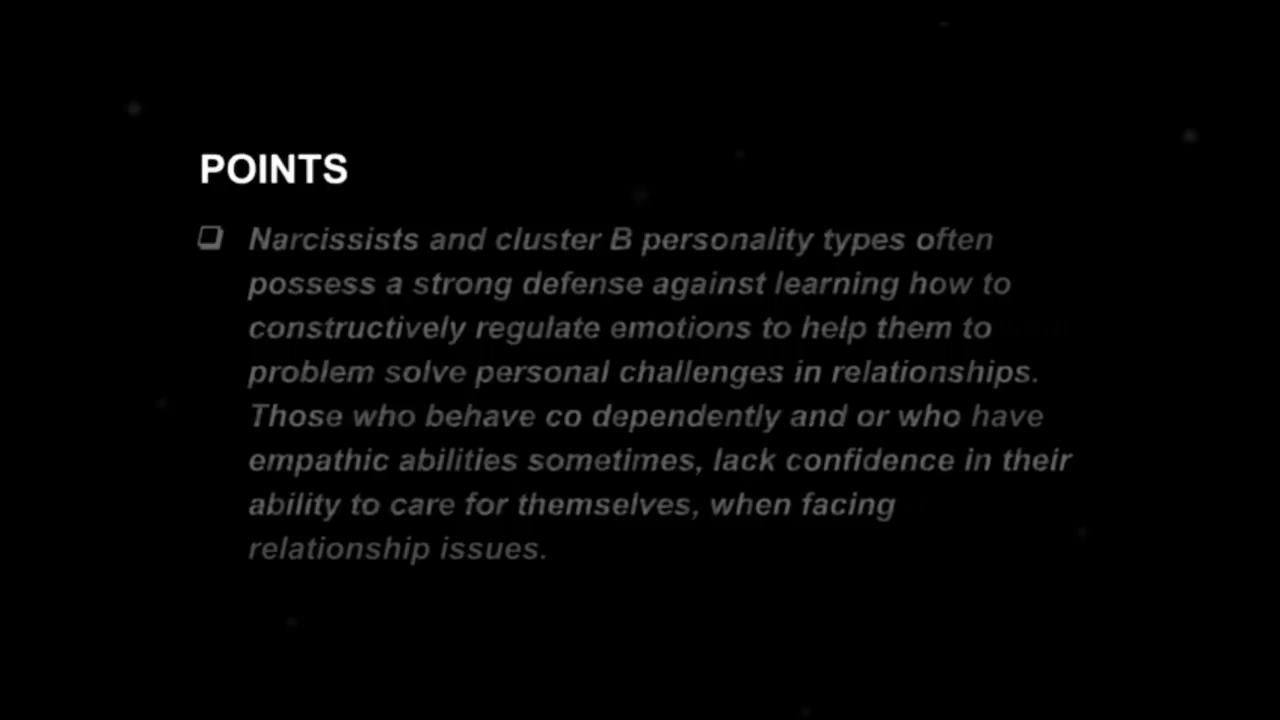 POINTS
❑ Narcissists and cluster B personality types often
possess a strong defense against learning how to
constructively regulate emotions to help them to
problem solve personal challenges in relationships.
Those who behave co dependently and or who have
empathic abilities sometimes, lack confidence in their
ability to care for themselves, when facing
relationship issues.